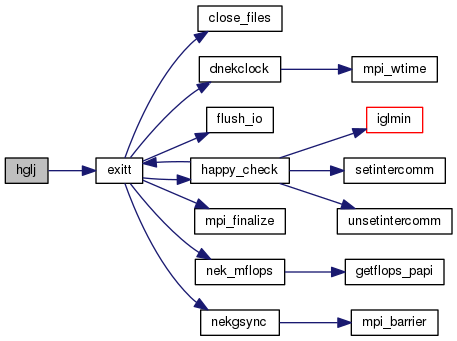 close_files
dnekclock
mpi_wtime
flush_io
iglmin
hglj
exitt
happy_check
setintercomm
mpi_finalize
unsetintercomm
nek_mflops
getflops_papi
nekgsync
mpi_barrier